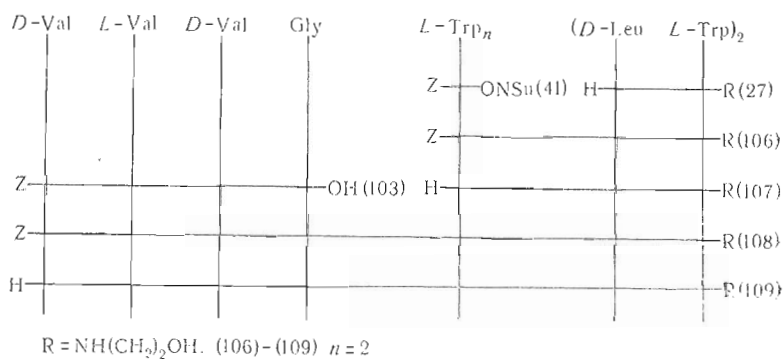 D-Val L-Val D-Val Gly L-Trpn (D-Leu L-Trp)2
Z ONSu(41) H R(27)
Z R(106)
Z OH(103) H R(107)
Z R(108)
H R(109)
R = NH(CH2)2OH. (106)-(109) n = 2